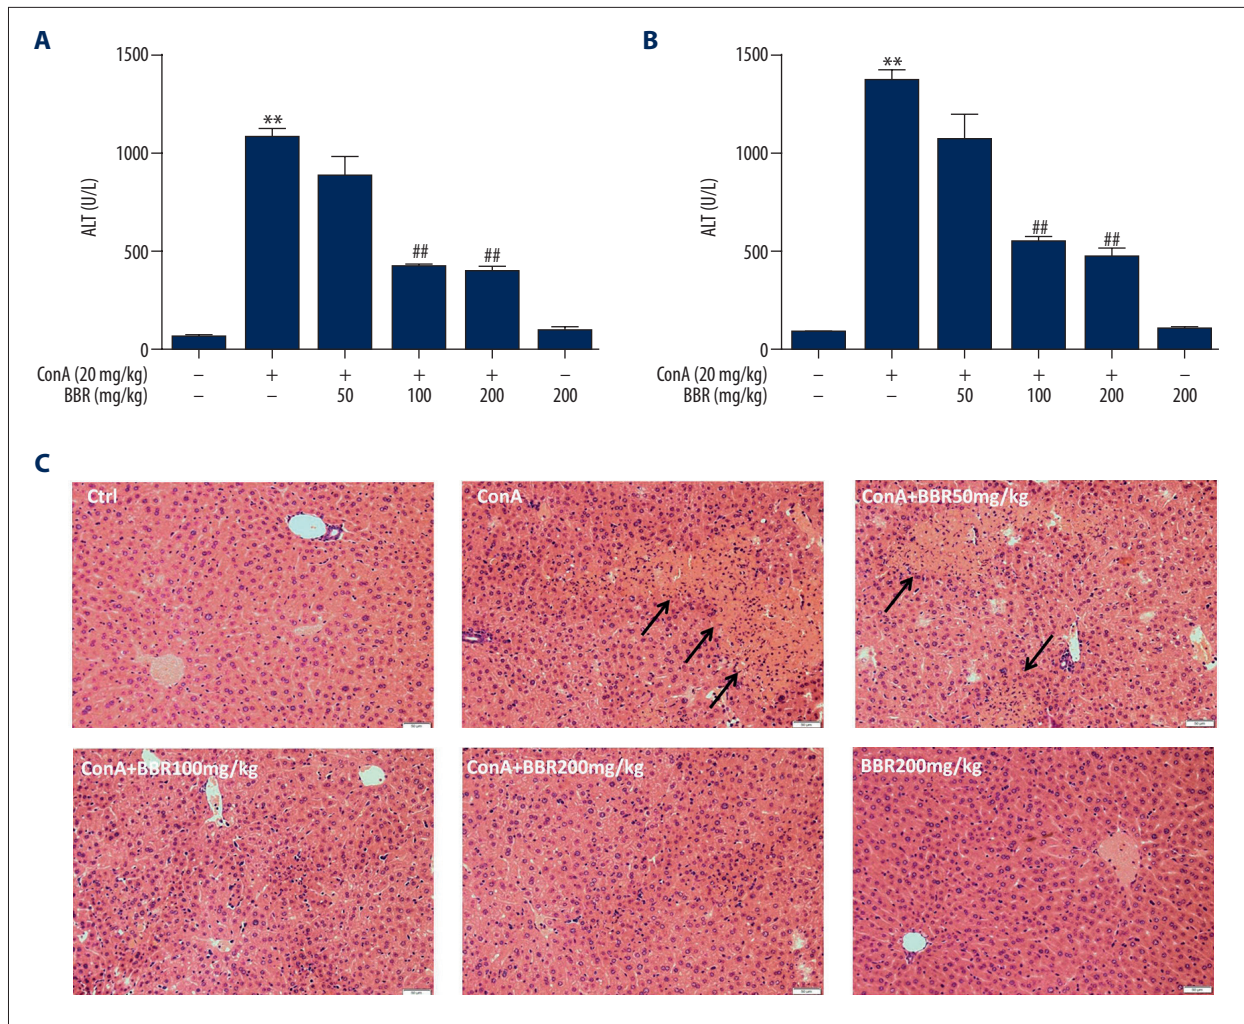 A
B
1500
1000
500
0
ALT (U/L)
**
##
##
ConA (20 mg/kg) – + + + + –
BBR (mg/kg) – – 50 100 200 200
1500
1000
500
0
ALT (U/L)
**
##
##
ConA (20 mg/kg) – + + + + –
BBR (mg/kg) – – 50 100 200 200
C
Ctrl
ConA
ConA+BBR50mg/kg
ConA+BBR100mg/kg
ConA+BBR200mg/kg
BBR200mg/kg